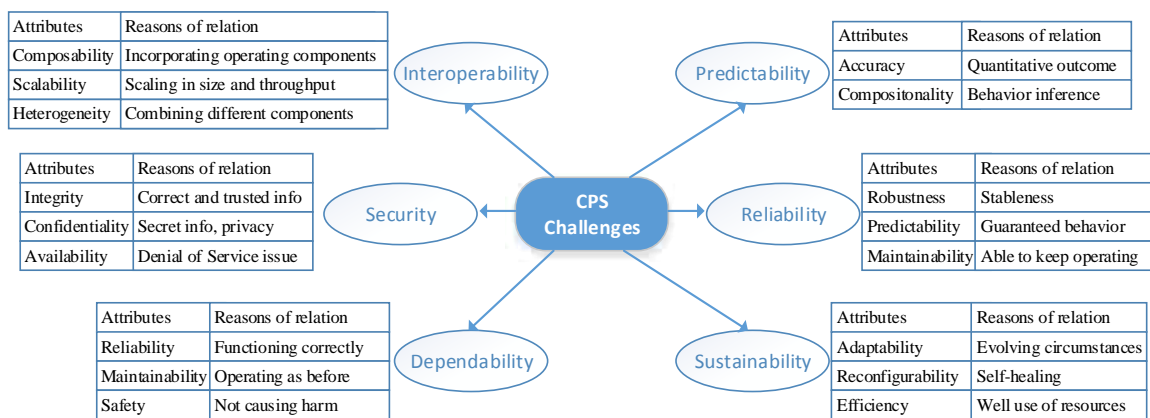 Attributes Reasons of relation
Composability Incorporating operating components
Scalability Scaling in size and throughput
Heterogeneity Combining different components
Interoperability
Predictability
Attributes Reasons of relation
Accuracy Quantitative outcome
Compositonality Behavior inference
Attributes Reasons of relation
Integrity Correct and trusted info
Confidentiality Secret info, privacy
Availability Denial of Service issue
Security
CPS
Challenges
Reliability
Attributes Reasons of relation
Robustness Stableness
Predictability Guaranteed behavior
Maintainability Able to keep operating
Attributes Reasons of relation
Reliability Functioning correctly
Maintainability Operating as before
Safety Not causing harm
Dependability
Sustainability
Attributes Reasons of relation
Adaptability Evolving circumstances
Reconfigurability Self-healing
Efficiency Well use of resources